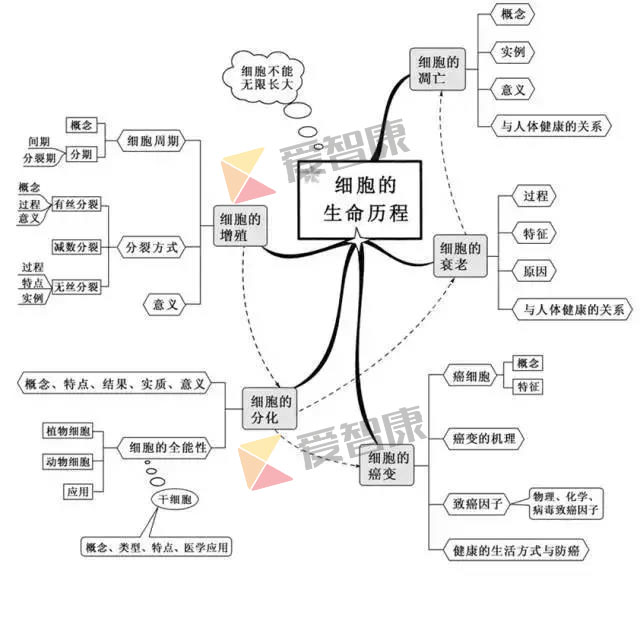 细胞不能
无限长大
细胞的
生命历程
细胞的
凋亡
概念
实例
意义
与人体健康的关系
细胞的
衰老
过程
特征
原因
与人体健康的关系
细胞的
增殖
细胞周期
概念
分期
间期
分裂期
分裂方式
有丝分裂
概念
过程
意义
减数分裂
无丝分裂
过程
特点
实例
意义
细胞的
分化
概念、特点、结果、实质、意义
细胞的全能性
植物细胞
动物细胞
应用
干细胞
概念、类型、特点、医学应用
细胞的
癌变
癌细胞
概念
特征
癌变的机理
致癌因子
物理、化学、
病毒致癌因子
健康的生活方式与防癌
爱智康
爱智康